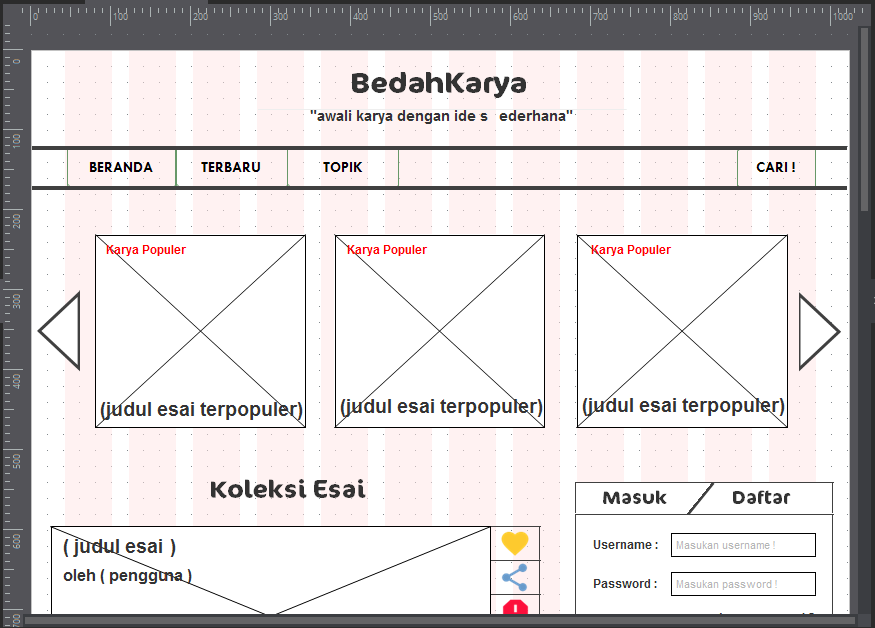 0 100 200 300 400 500 600 700 800 900 1000
0
100
200
300
400
500
600
700
BedahKarya
"awali karya dengan ide s ederhana"
BERANDA TERBARU TOPIK CARI !
Karya Populer Karya Populer Karya Populer
(judul esai terpopuler) (judul esai terpopuler) (judul esai terpopuler)
Koleksi Esai
Masuk Daftar
( judul esai )
oleh ( pengguna )
Username : Masukan username !
Password : Masukan password !